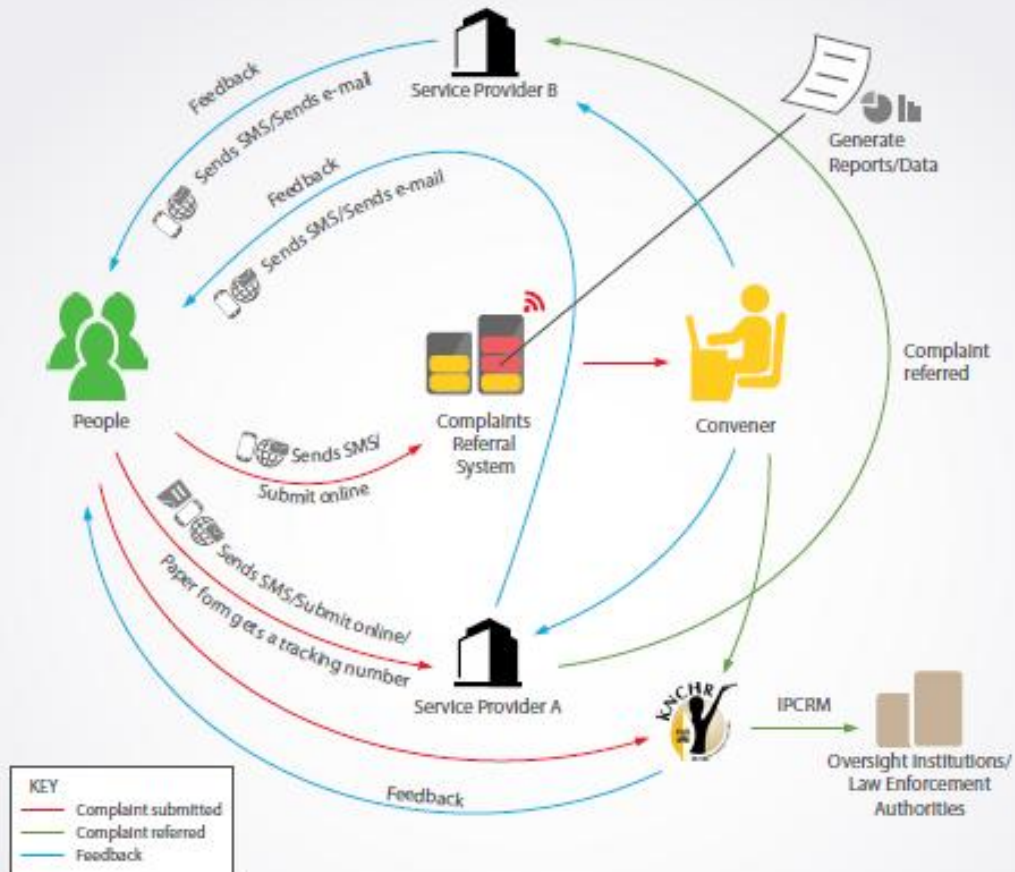 Service Provider B
Feedback
Sends SMS/Sends e-mail
Generate
Reports/Data
Feedback
Sends SMS/Sends e-mail
People
Complaints
Referral
System
Convener
Complaint
referred
Sends SMS/
Submit online
Sends SMS/Submit online/
Paper form gets a tracking number
Service Provider A
KNCHR
IPCRM
Oversight Institutions/
Law Enforcement
Authorities
Feedback
KEY
Complaint submitted
Complaint referred
Feedback